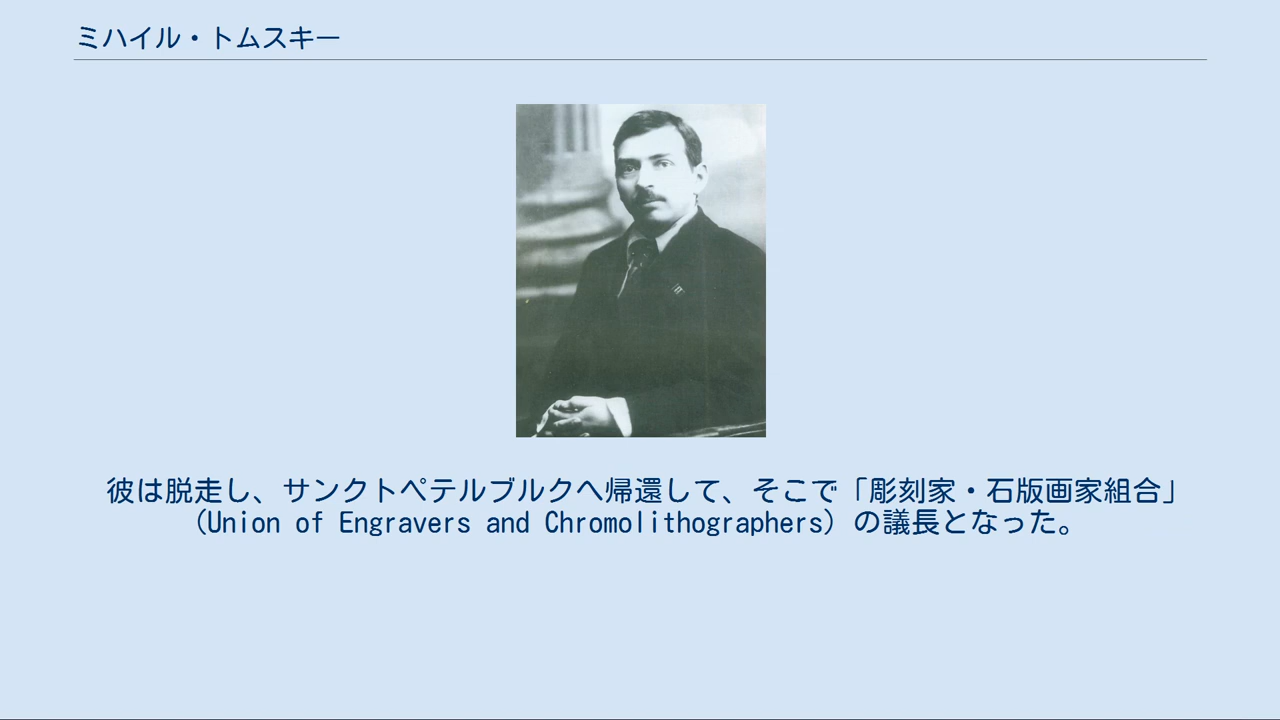 ミハイル・トムスキー
彼は脱走し、サンクトペテルブルクへ帰還して、そこで「彫刻家・石版画家組合」
（Union of Engravers and Chromolithographers）の議長となった。